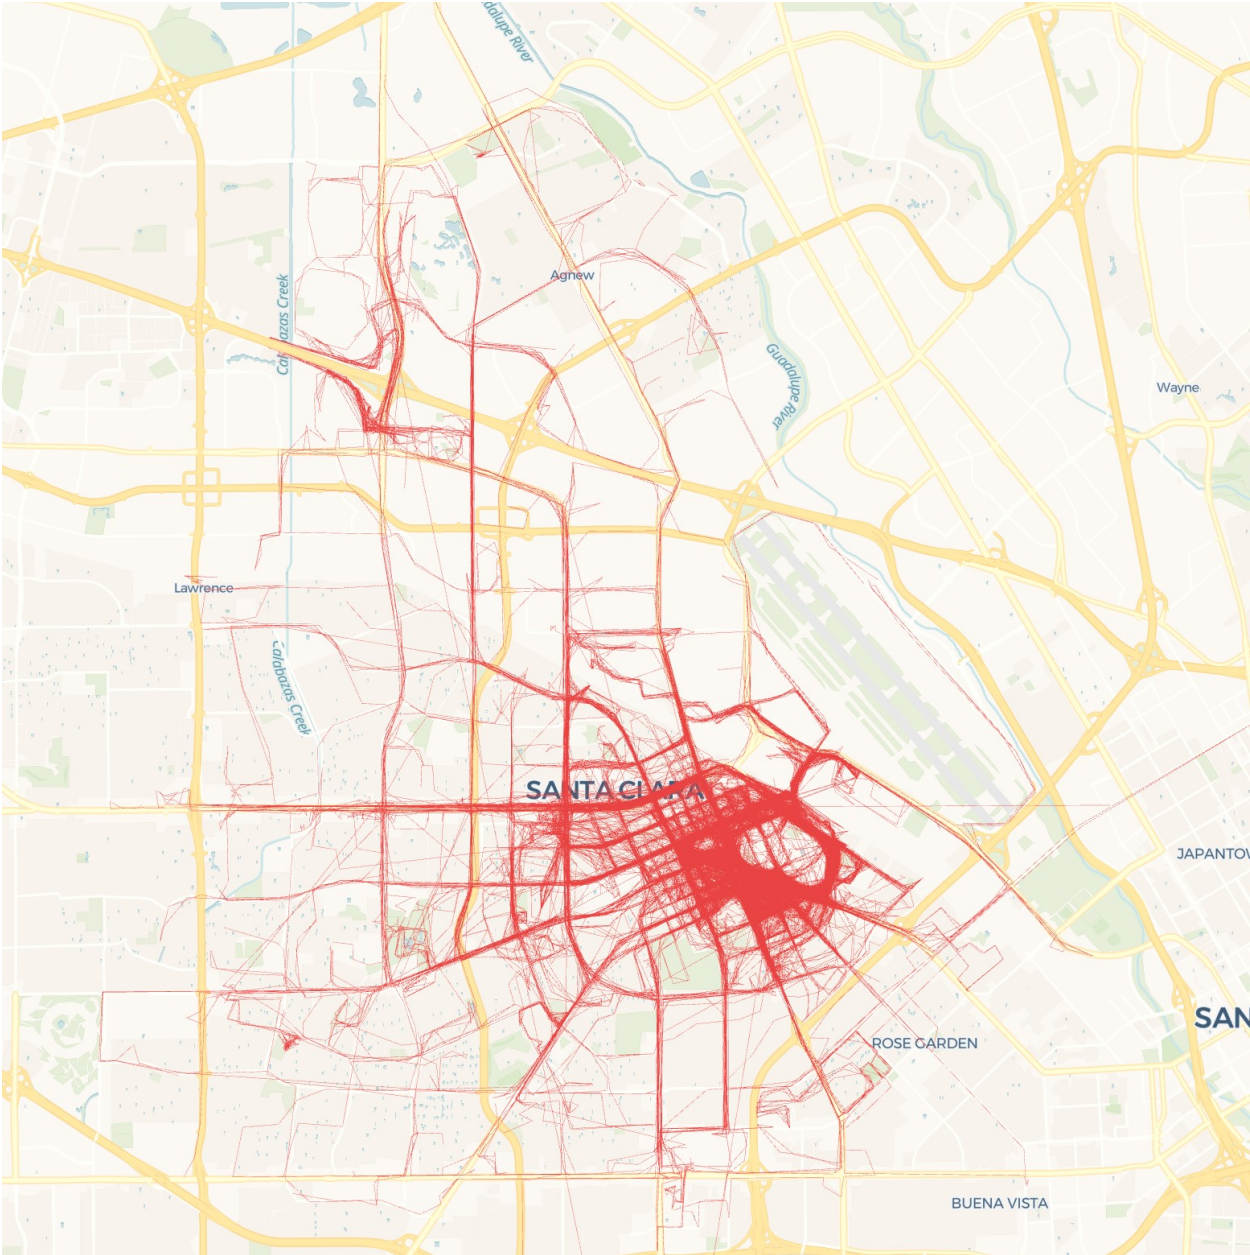 Guadalupe River
Agnew
Calabazas Creek
Guadalupe River
Wayne
Lawrence
Calabazas Creek
SANTA CLARA
JAPANTOW
SAN
ROSE GARDEN
BUENA VISTA